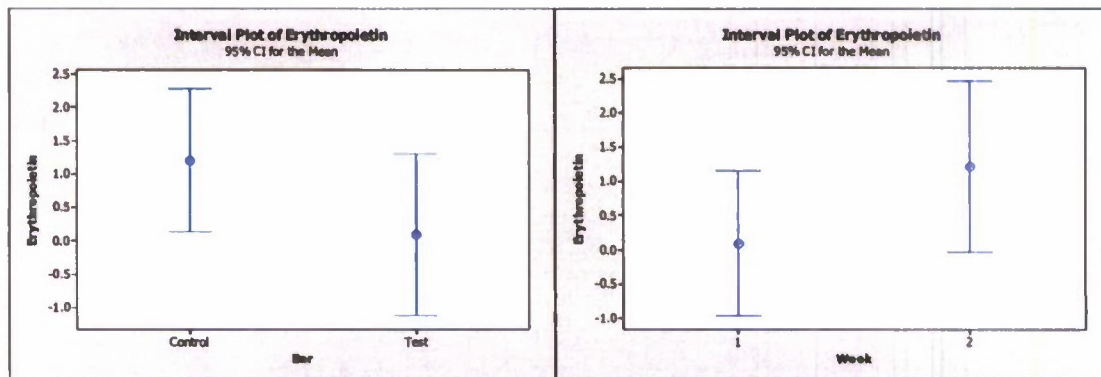 Interval Plot of Erythropoietin
95% CI for the Mean
Erythropoietin
2.5
2.0
1.5
1.0
0.5
0.0
-0.5
-1.0
Control
Test
Bar
Interval Plot of Erythropoietin
95% CI for the Mean
Erythropoietin
2.5
2.0
1.5
1.0
0.5
0.0
-0.5
-1.0
1
2
Week